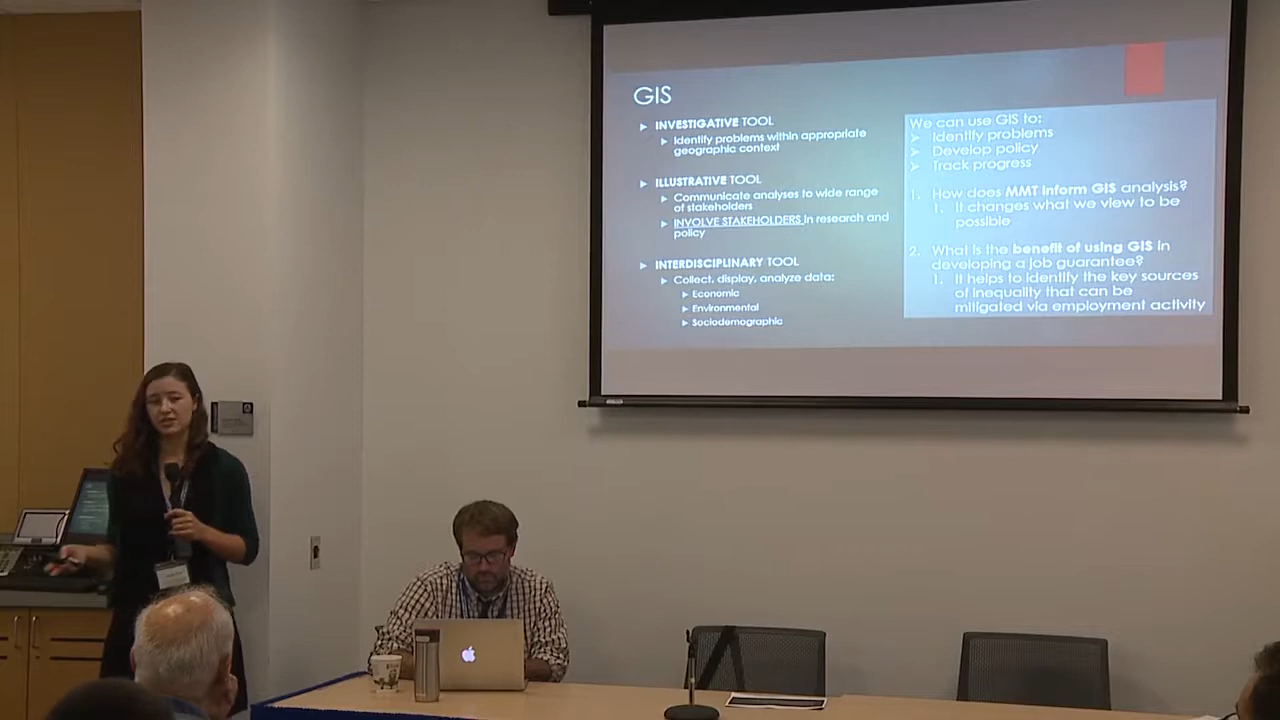 GIS
INVESTIGATIVE TOOL
Identify problems within appropriate
geographic context
ILLUSTRATIVE TOOL
Communicate analyses to wide range
of stakeholders
INVOLVE STAKEHOLDERS in research and
policy
INTERDISCIPLINARY TOOL
Collect, display, analyze data:
Economic
Environmental
Sociodemographic
We can use GIS to:
Identify problems
Develop policy
Track progress
1. How does MMT inform GIS analysis?
1. It changes what we view to be
possible
2. What is the benefit of using GIS in
developing a job guarantee?
1. It helps to identify the key sources
of inequality that can be
mitigated via employment activity